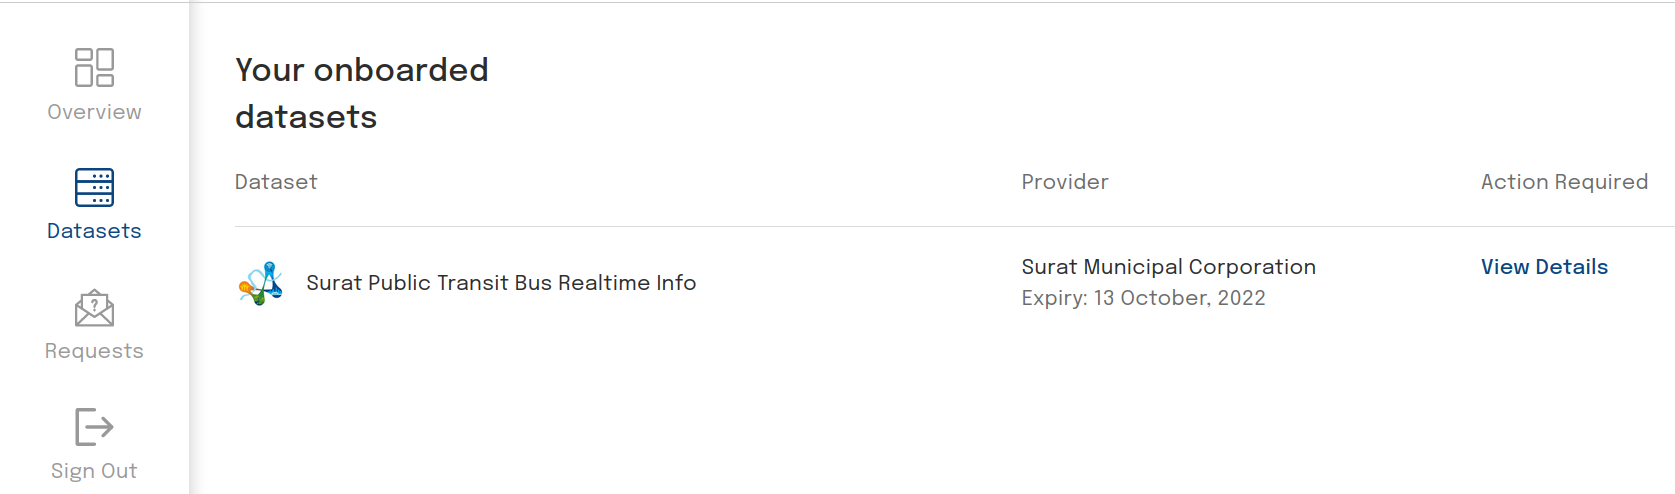 Overview
Datasets
Requests
Sign Out
Your onboarded
datasets
Dataset Provider Action Required
Surat Public Transit Bus Realtime Info
Surat Municipal Corporation
Expiry: 13 October, 2022
View Details